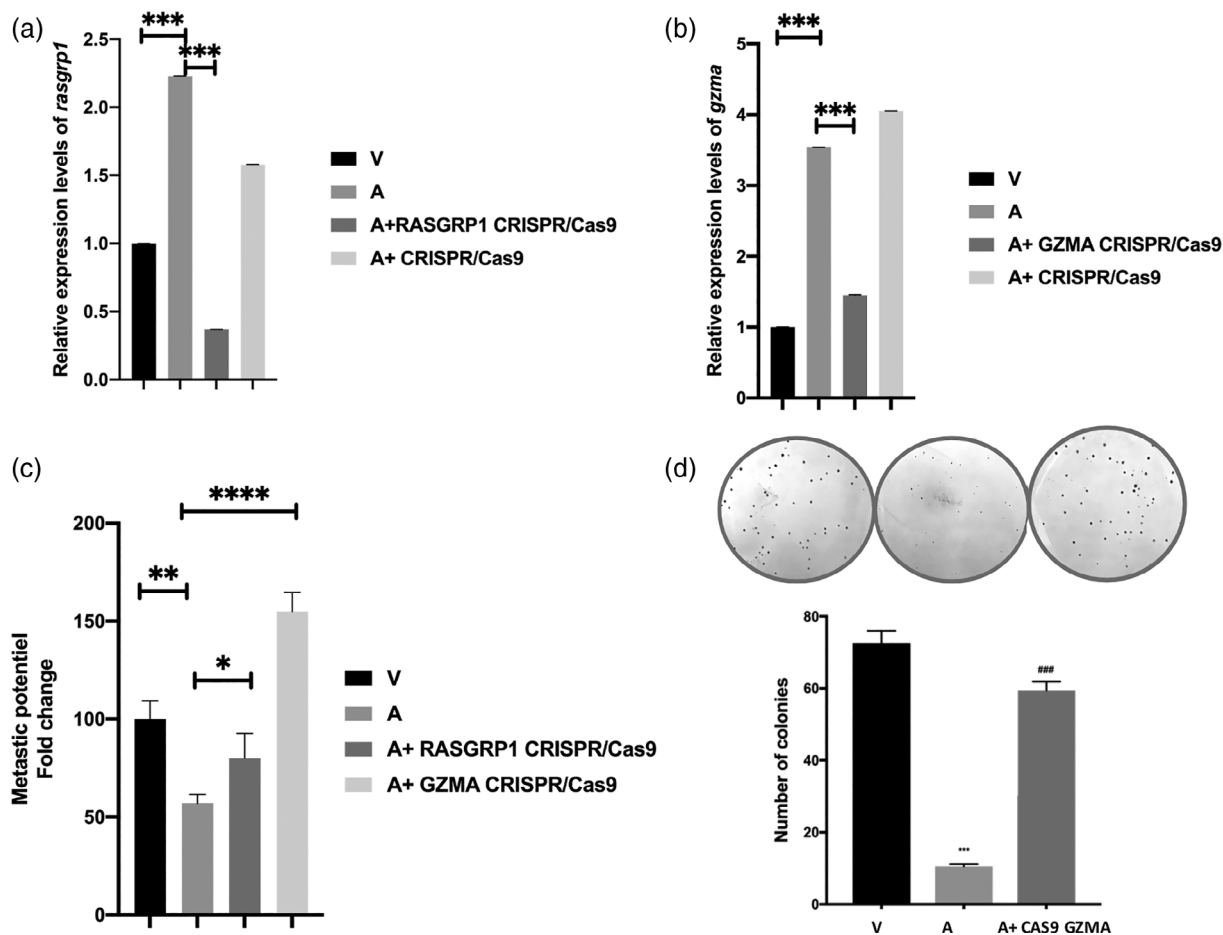 (a)
Relative expression levels of rasgrp1
2.5
2.0
1.5
1.0
0.5
0.0
***
***
V
A
A+RASGRP1 CRISPR/Cas9
A+ CRISPR/Cas9
(b)
Relative expression levels of gzma
5
4
3
2
1
0
***
***
V
A
A+ GZMA CRISPR/Cas9
A+ CRISPR/Cas9
(c)
Metastic potentiel
Fold change
200
150
100
50
0
**
*
****
V
A
A+ RASGRP1 CRISPR/Cas9
A+ GZMA CRISPR/Cas9
(d)
Number of colonies
80
60
40
20
0
***
###
V
A
A+ CAS9 GZMA